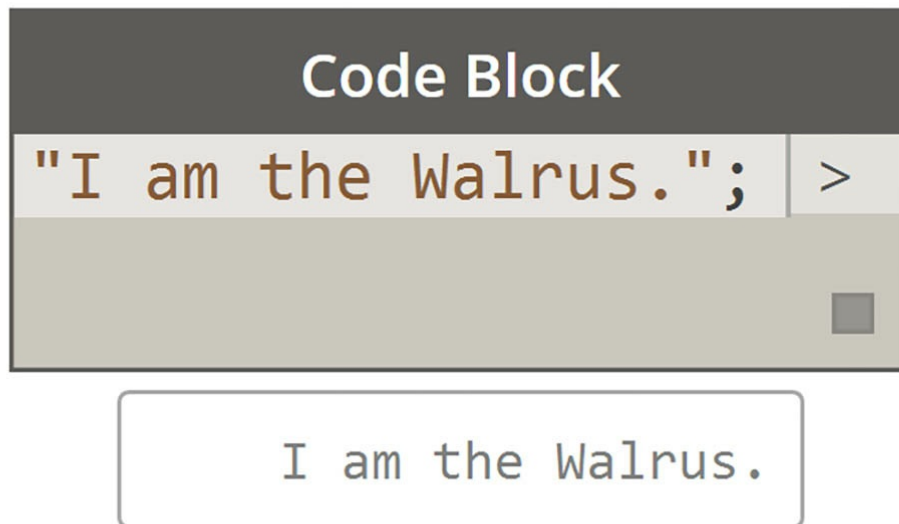 Code Block
"I am the Walrus."; >
I am the Walrus.